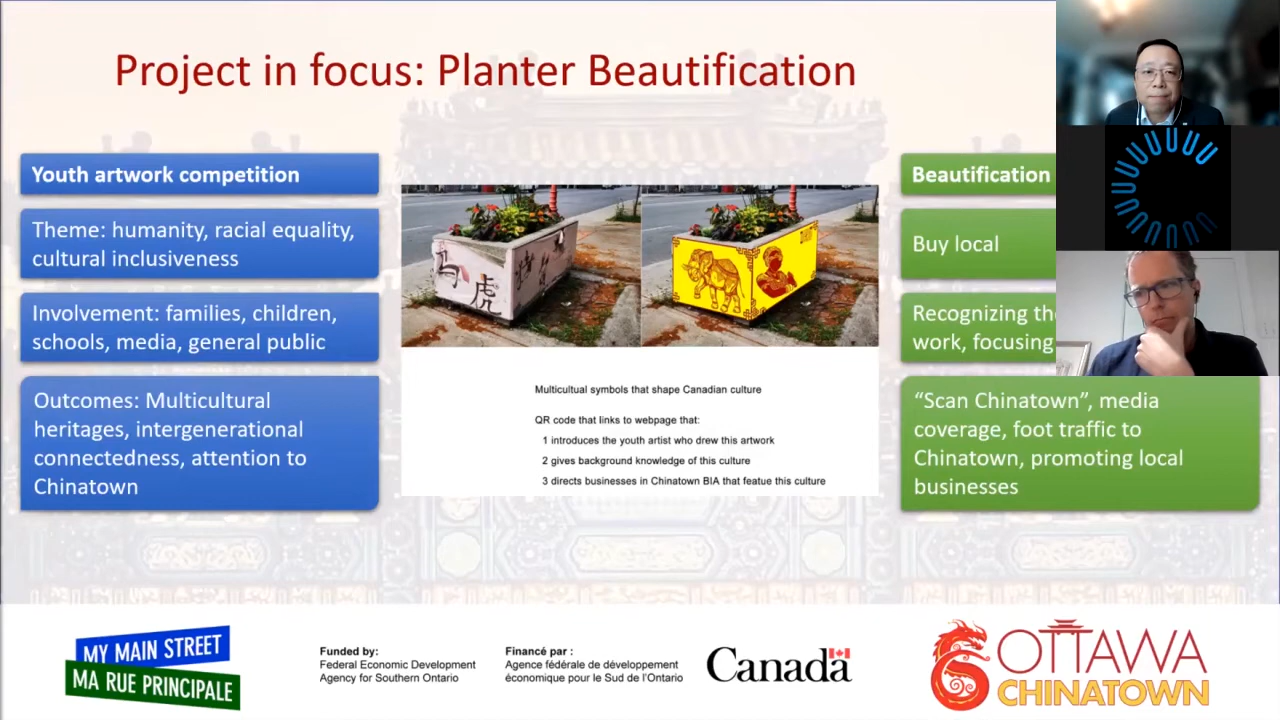 Project in focus: Planter Beautification
Youth artwork competition
Theme: humanity, racial equality,
cultural inclusiveness
Involvement: families, children,
schools, media, general public
Outcomes: Multicultural
heritages, intergenerational
connectedness, attention to
Chinatown
虎
Multicultual symbols that shape Canadian culture
QR code that links to webpage that:
1 introduces the youth artist who drew this artwork
2 gives background knowledge of this culture
3 directs businesses in Chinatown BIA that featue this culture
Beautification
Buy local
Recognizing
work, focusing
“Scan Chinatown”, media
coverage, foot traffic to
Chinatown, promoting local
businesses
MY MAIN STREET
MA RUE PRINCIPALE
Funded by:
Federal Economic Development
Agency for Southern Ontario
Financé par :
Agence fédérale de développement
économique pour le Sud de l'Ontario
Canada
OTTAWA
CHINATOWN